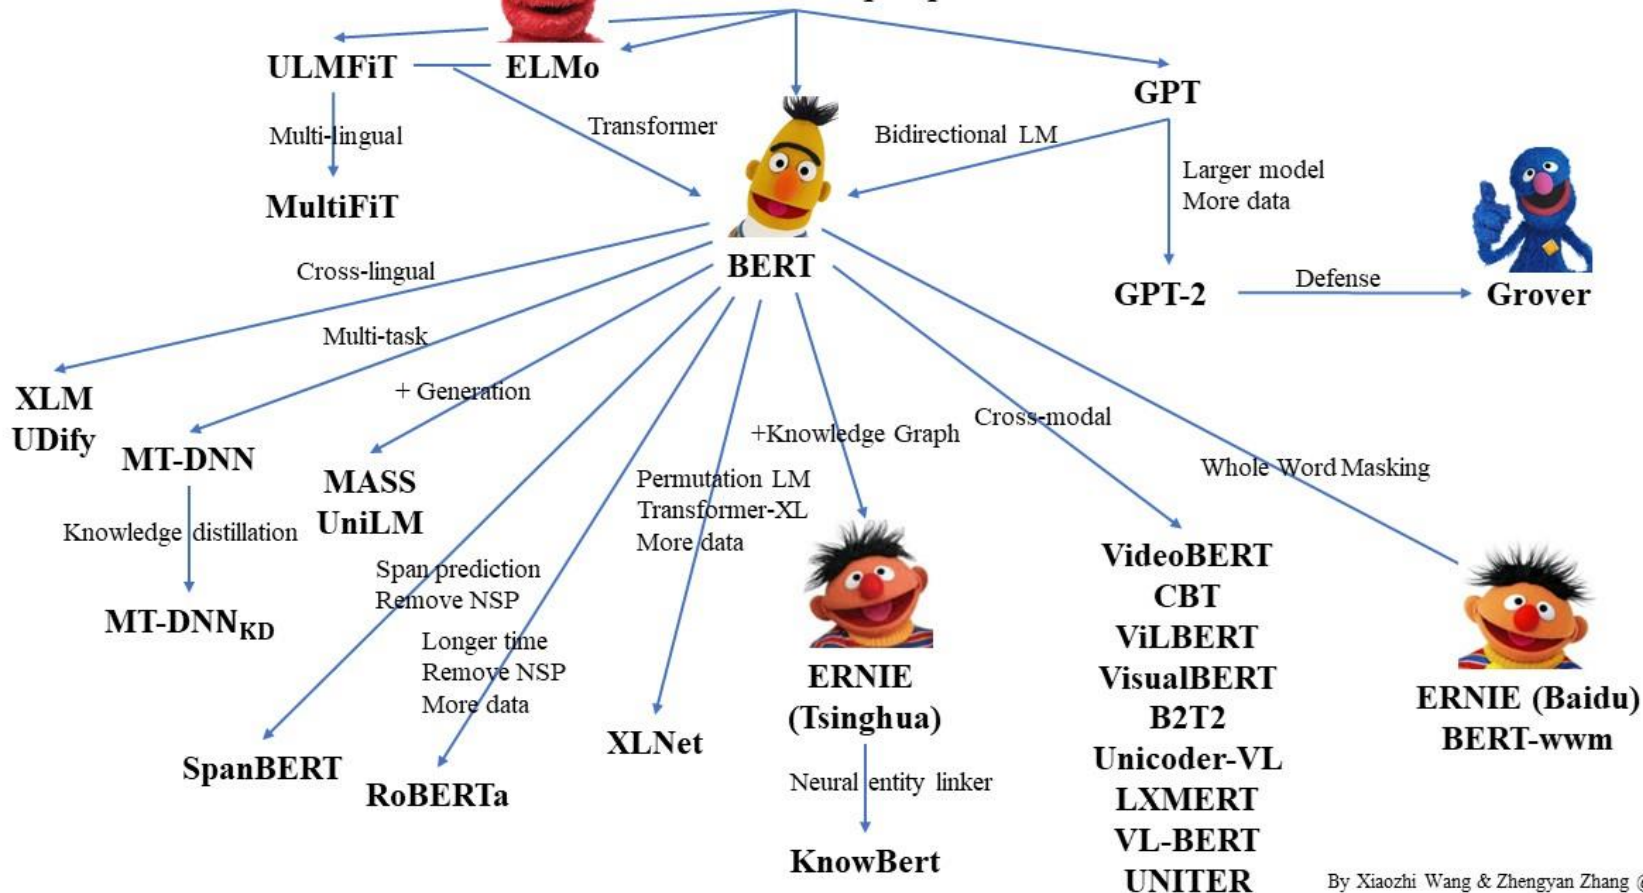 ULMFiT
ELMo
GPT
Multi-lingual
Transformer
Bidirectional LM
Larger model
More data
MultiFiT
BERT
Cross-lingual
GPT-2
Defense
Grover
Multi-task
+ Generation
XLM
UDify
MT-DNN
MASS
UniLM
+Knowledge Graph
Cross-modal
Whole Word Masking
Permutation LM
Transformer-XL
More data
Knowledge distillation
MT-DNNKD
Span prediction
Remove NSP
Longer time
Remove NSP
More data
SpanBERT
RoBERTa
XLNet
ERNIE
(Tsinghua)
Neural entity linker
KnowBert
VideoBERT
CBT
ViLBERT
VisualBERT
B2T2
Unicoder-VL
LXMERT
VL-BERT
UNITER
ERNIE (Baidu)
BERT-wwm
By Xiaozhi Wang & Zhengyan Zhang @